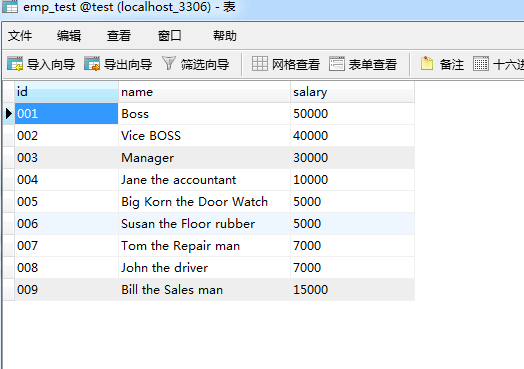 emp_test @test (localhost_3306) - 表
文件 编辑 查看 窗口 帮助
导入向导 导出向导 筛选向导 网格查看 表单查看 备注 十六进
id name salary
001 Boss 50000
002 Vice BOSS 40000
003 Manager 30000
004 Jane the accountant 10000
005 Big Korn the Door Watch 5000
006 Susan the Floor rubber 5000
007 Tom the Repair man 7000
008 John the driver 7000
009 Bill the Sales man 15000